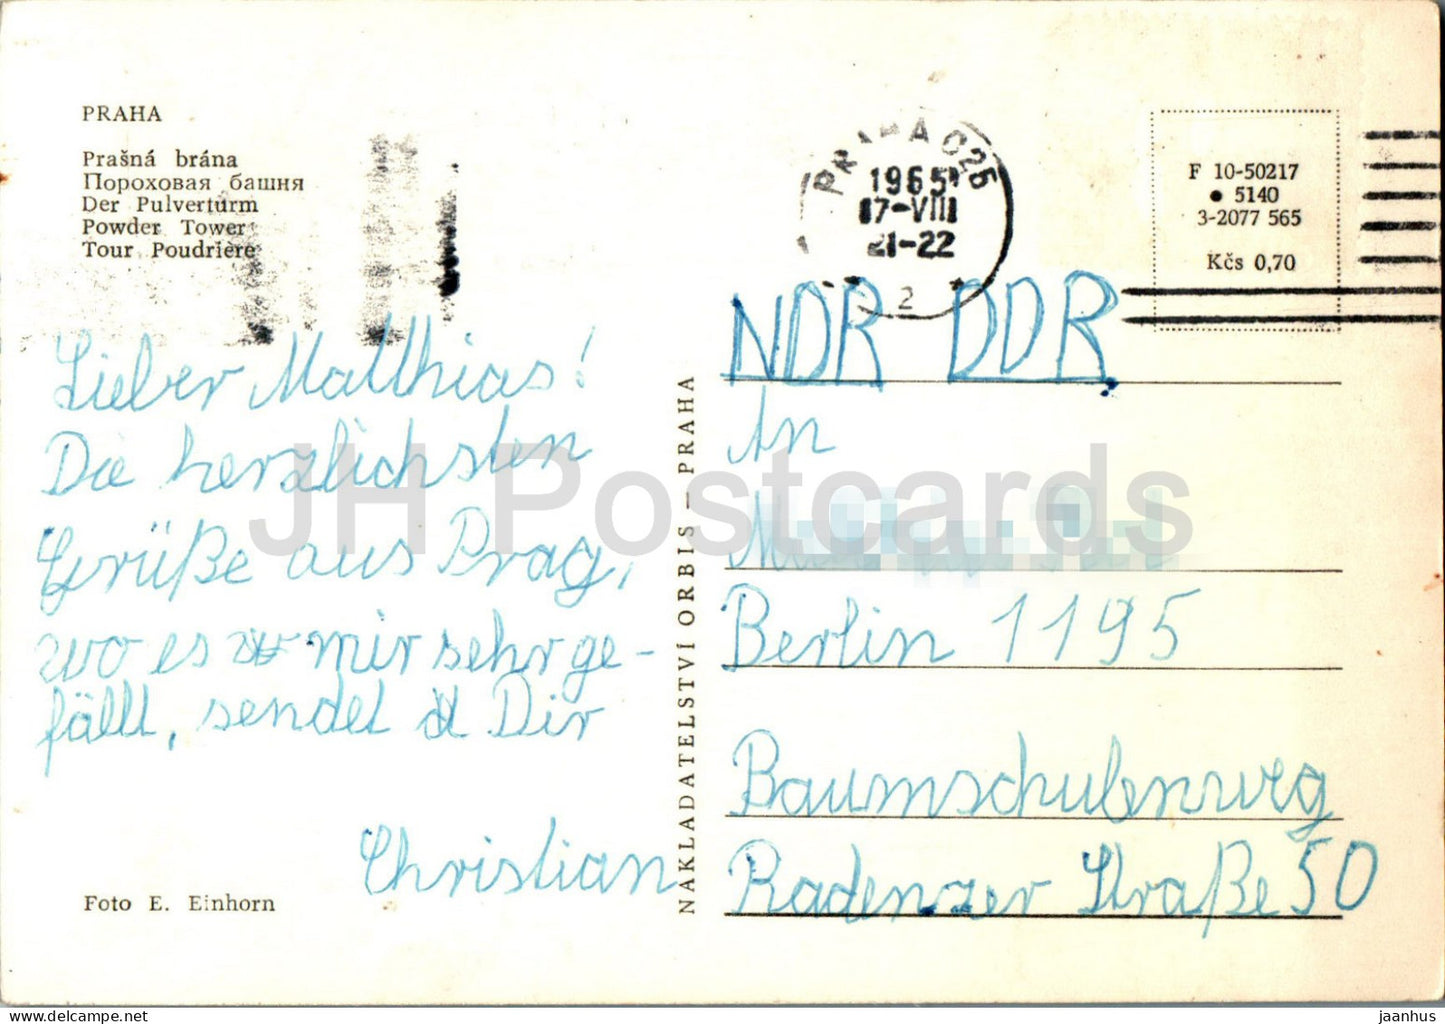 PRAHA
Prašná brána
Пороховая башня
Der Pulverturm
Powder Tower
Tour Poudrière
PRAHA 025
1965
17-VIII
21-22
2
F 10-50217
● 5140
3-2077 565
Kčs 0,70
Lieber Matthias!
Die herzlichsten
Grüße aus Prag,
wo es mir sehr ge-
fällt, sendet Dir
Christian
Foto E. Einhorn
NAKLADATELSTVÍ ORBIS – PRAHA
NDR DDR
An
Berlin 1195
Baumschulenweg
Radenzer Straße 50
JH Postcards
jaanhus